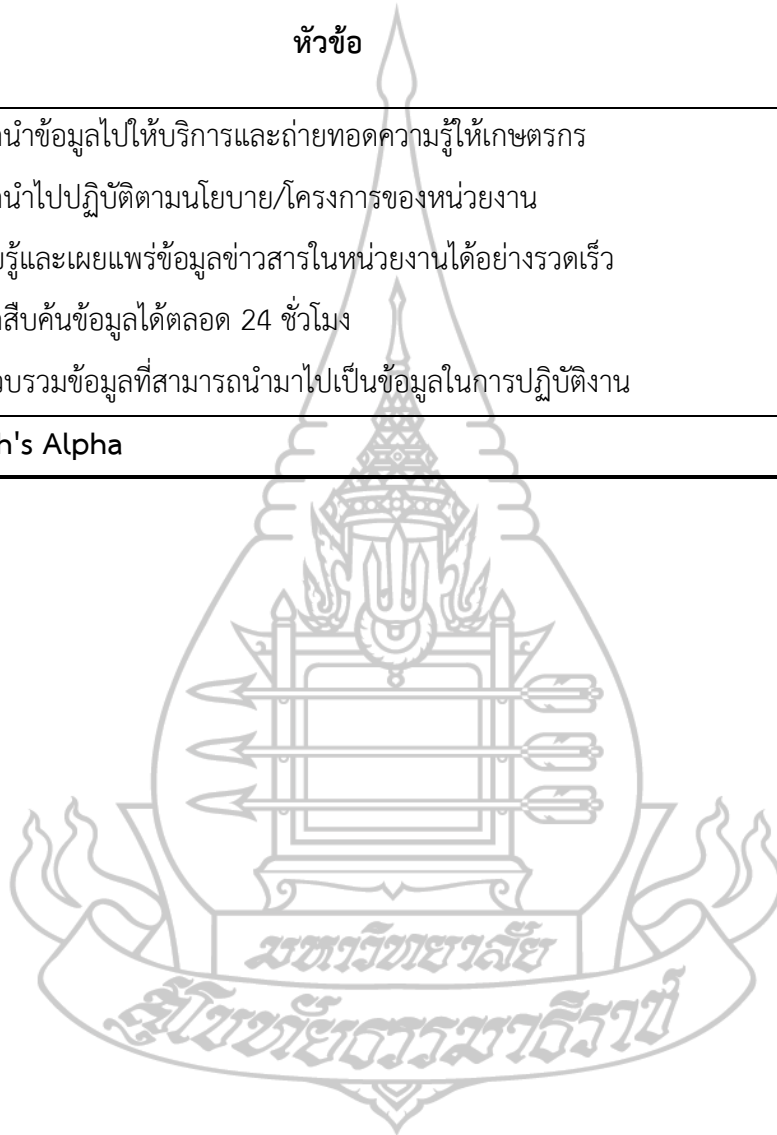 หัวข้อ
นำข้อมูลไปให้บริการและถ่ายทอดความรู้ให้เกษตรกร
นำไปปฏิบัติตามนโยบาย/โครงการของหน่วยงาน
รู้และเผยแพร่ข้อมูลข่าวสารในหน่วยงานได้อย่างรวดเร็ว
สืบค้นข้อมูลได้ตลอด 24 ชั่วโมง
บรวมข้อมูลที่สามารถนำมาไปเป็นข้อมูลในการปฏิบัติงาน
h's Alpha
มหาวิทยาลัย
สุโขทัยธรรมาธิราช